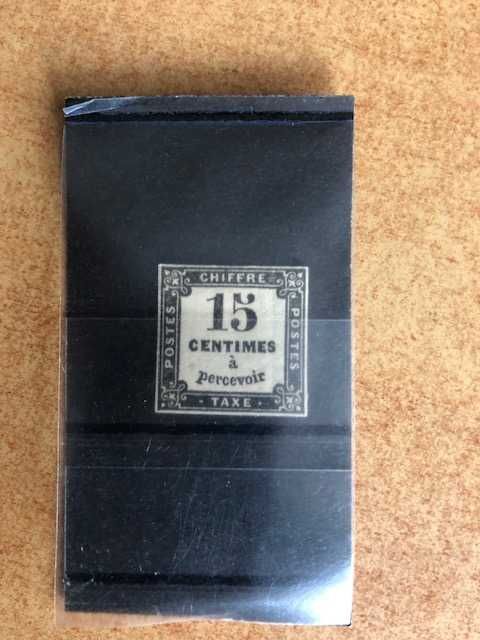 CHIFFRE
POSTES
15
CENTIMES
à
percevoir
POSTES
· TAXE ·